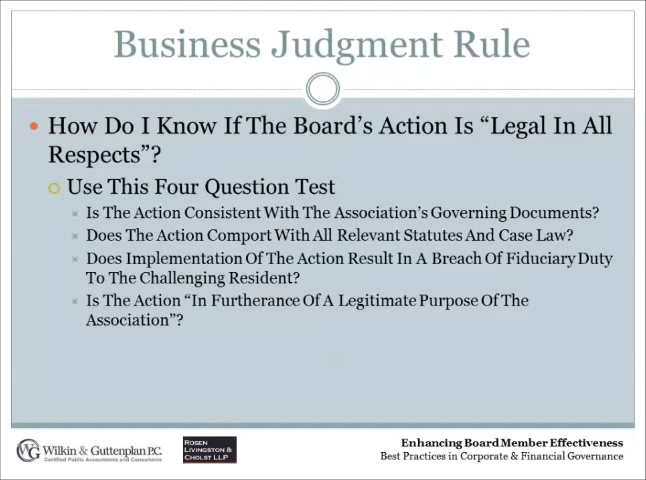 Business Judgment Rule
How Do I Know If The Board's Action Is “Legal In All
Respects”?
Use This Four Question Test
Is The Action Consistent With The Association's Governing Documents?
Does The Action Comport With All Relevant Statutes And Case Law?
Does Implementation Of The Action Result In A Breach Of Fiduciary Duty
To The Challenging Resident?
Is The Action “In Furtherance Of A Legitimate Purpose Of The
Association”?
WG Wilkin & Guttenplan P.C.
Certified Public Accountants and Consultants
Rosen
Livingston &
Cholst LLP
Enhancing Board Member Effectiveness
Best Practices in Corporate & Financial Governance